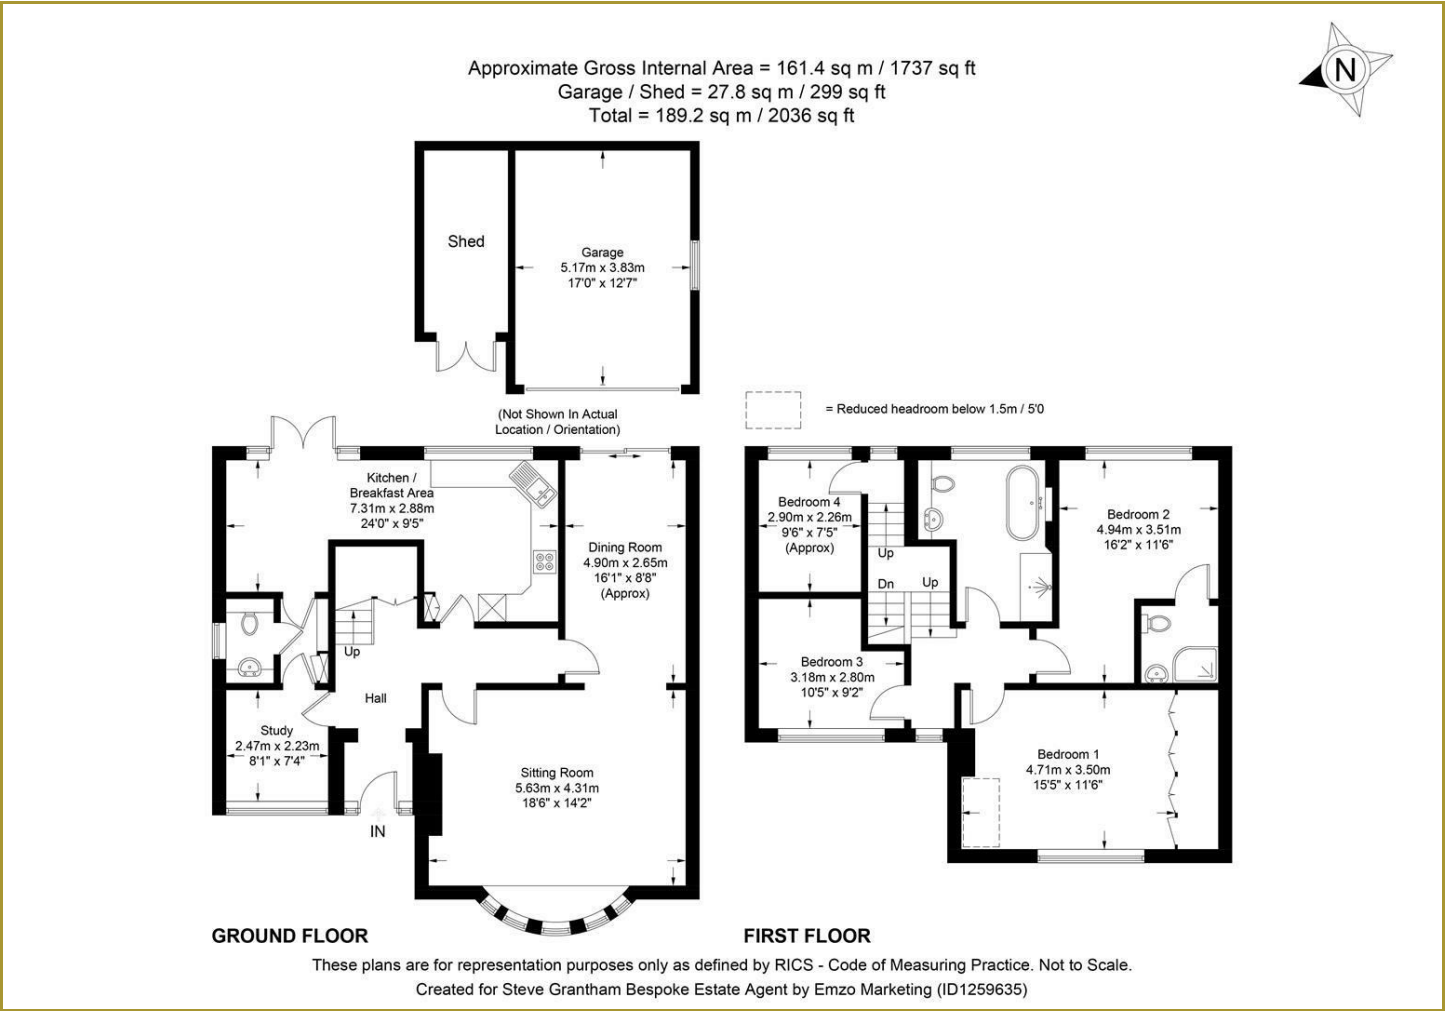 N
Approximate Gross Internal Area = 161.4 sq m / 1737 sq ft
Garage / Shed = 27.8 sq m / 299 sq ft
Total = 189.2 sq m / 2036 sq ft
Shed
Garage
5.17m x 3.83m
17'0" x 12'7"
(Not Shown In Actual
Location / Orientation)
= Reduced headroom below 1.5m / 5'0
Kitchen /
Breakfast Area
7.31m x 2.88m
24'0" x 9'5"
Dining Room
4.90m x 2.65m
16'1" x 8'8"
(Approx)
Up
Hall
Study
2.47m x 2.23m
8'1" x 7'4"
Sitting Room
5.63m x 4.31m
18'6" x 14'2"
IN
Bedroom 4
2.90m x 2.26m
9'6" x 7'5"
(Approx)
Up
Dn
Up
Bedroom 2
4.94m x 3.51m
16'2" x 11'6"
Bedroom 3
3.18m x 2.80m
10'5" x 9'2"
Bedroom 1
4.71m x 3.50m
15'5" x 11'6"
GROUND FLOOR
FIRST FLOOR
These plans are for representation purposes only as defined by RICS - Code of Measuring Practice. Not to Scale.
Created for Steve Grantham Bespoke Estate Agent by Emzo Marketing (ID1259635)